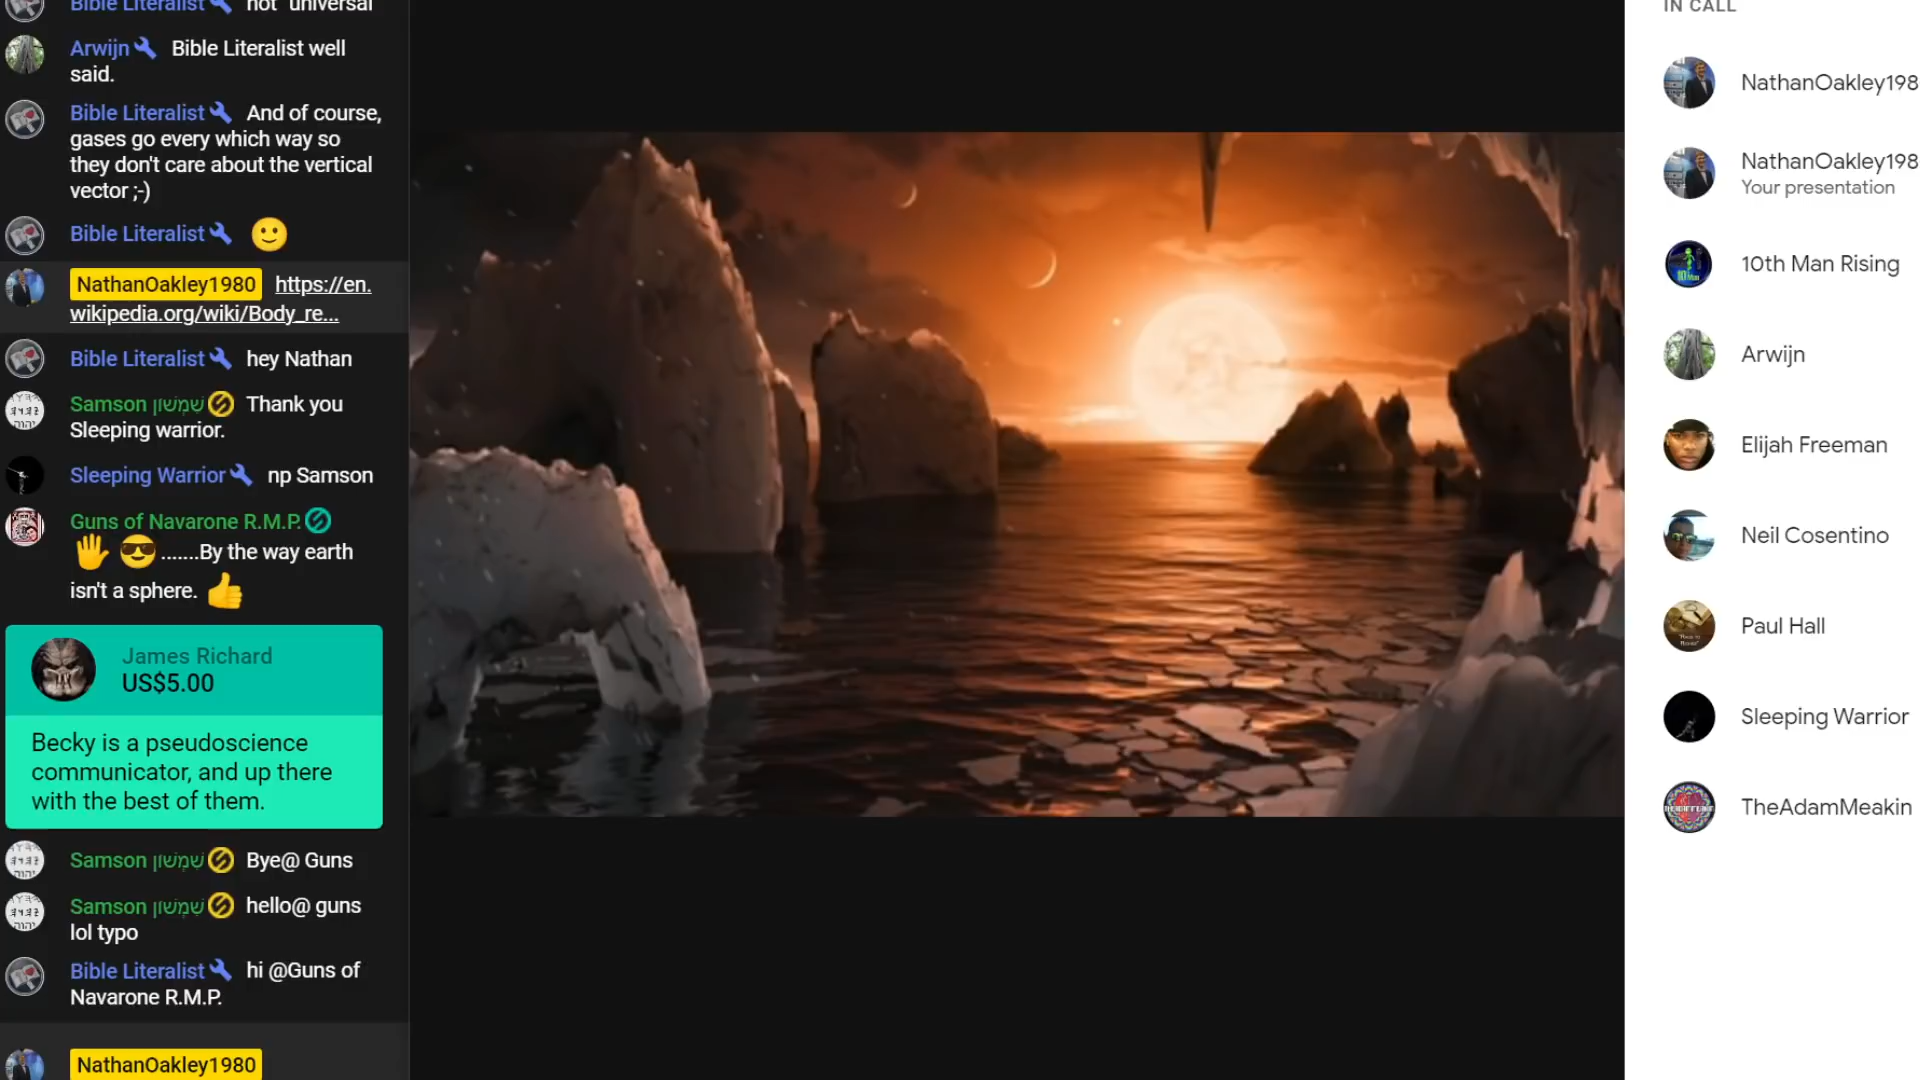 Bible Literalist not "universal
Arwijn Bible Literalist well
said.
Bible Literalist And of course,
gases go every which way so
they don't care about the vertical
vector ;-)
Bible Literalist 🙂
NathanOakley1980 https://en.
wikipedia.org/wiki/Body_re...
Bible Literalist hey Nathan
Samson שִׁמְשׁוֹן Thank you
Sleeping warrior.
Sleeping Warrior np Samson
Guns of Navarone R.M.P.
🖐😎.......By the way earth
isn't a sphere. 👍
James Richard
US$5.00
Becky is a pseudoscience
communicator, and up there
with the best of them.
Samson שִׁמְשׁוֹן Bye@ Guns
Samson שִׁמְשׁוֹן hello@ guns
lol typo
Bible Literalist hi @Guns of
Navarone R.M.P.
NathanOakley1980
IN CALL
NathanOakley198
NathanOakley198
Your presentation
10th Man Rising
Arwijn
Elijah Freeman
Neil Cosentino
Paul Hall
Sleeping Warrior
TheAdamMeakin